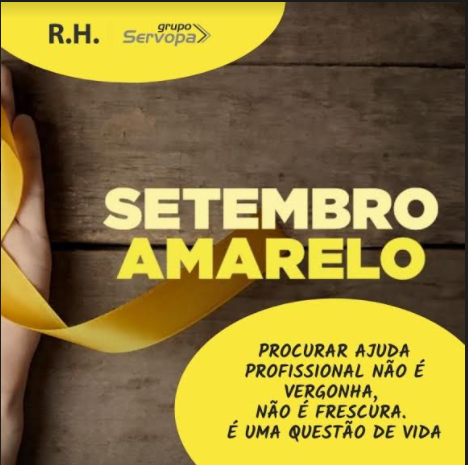 R.H.
grupo
Servopa
SETEMBRO
AMARELO
PROCURAR AJUDA
PROFISSIONAL NÃO É
VERGONHA,
NÃO É FRESCURA.
É UMA QUESTÃO DE VIDA